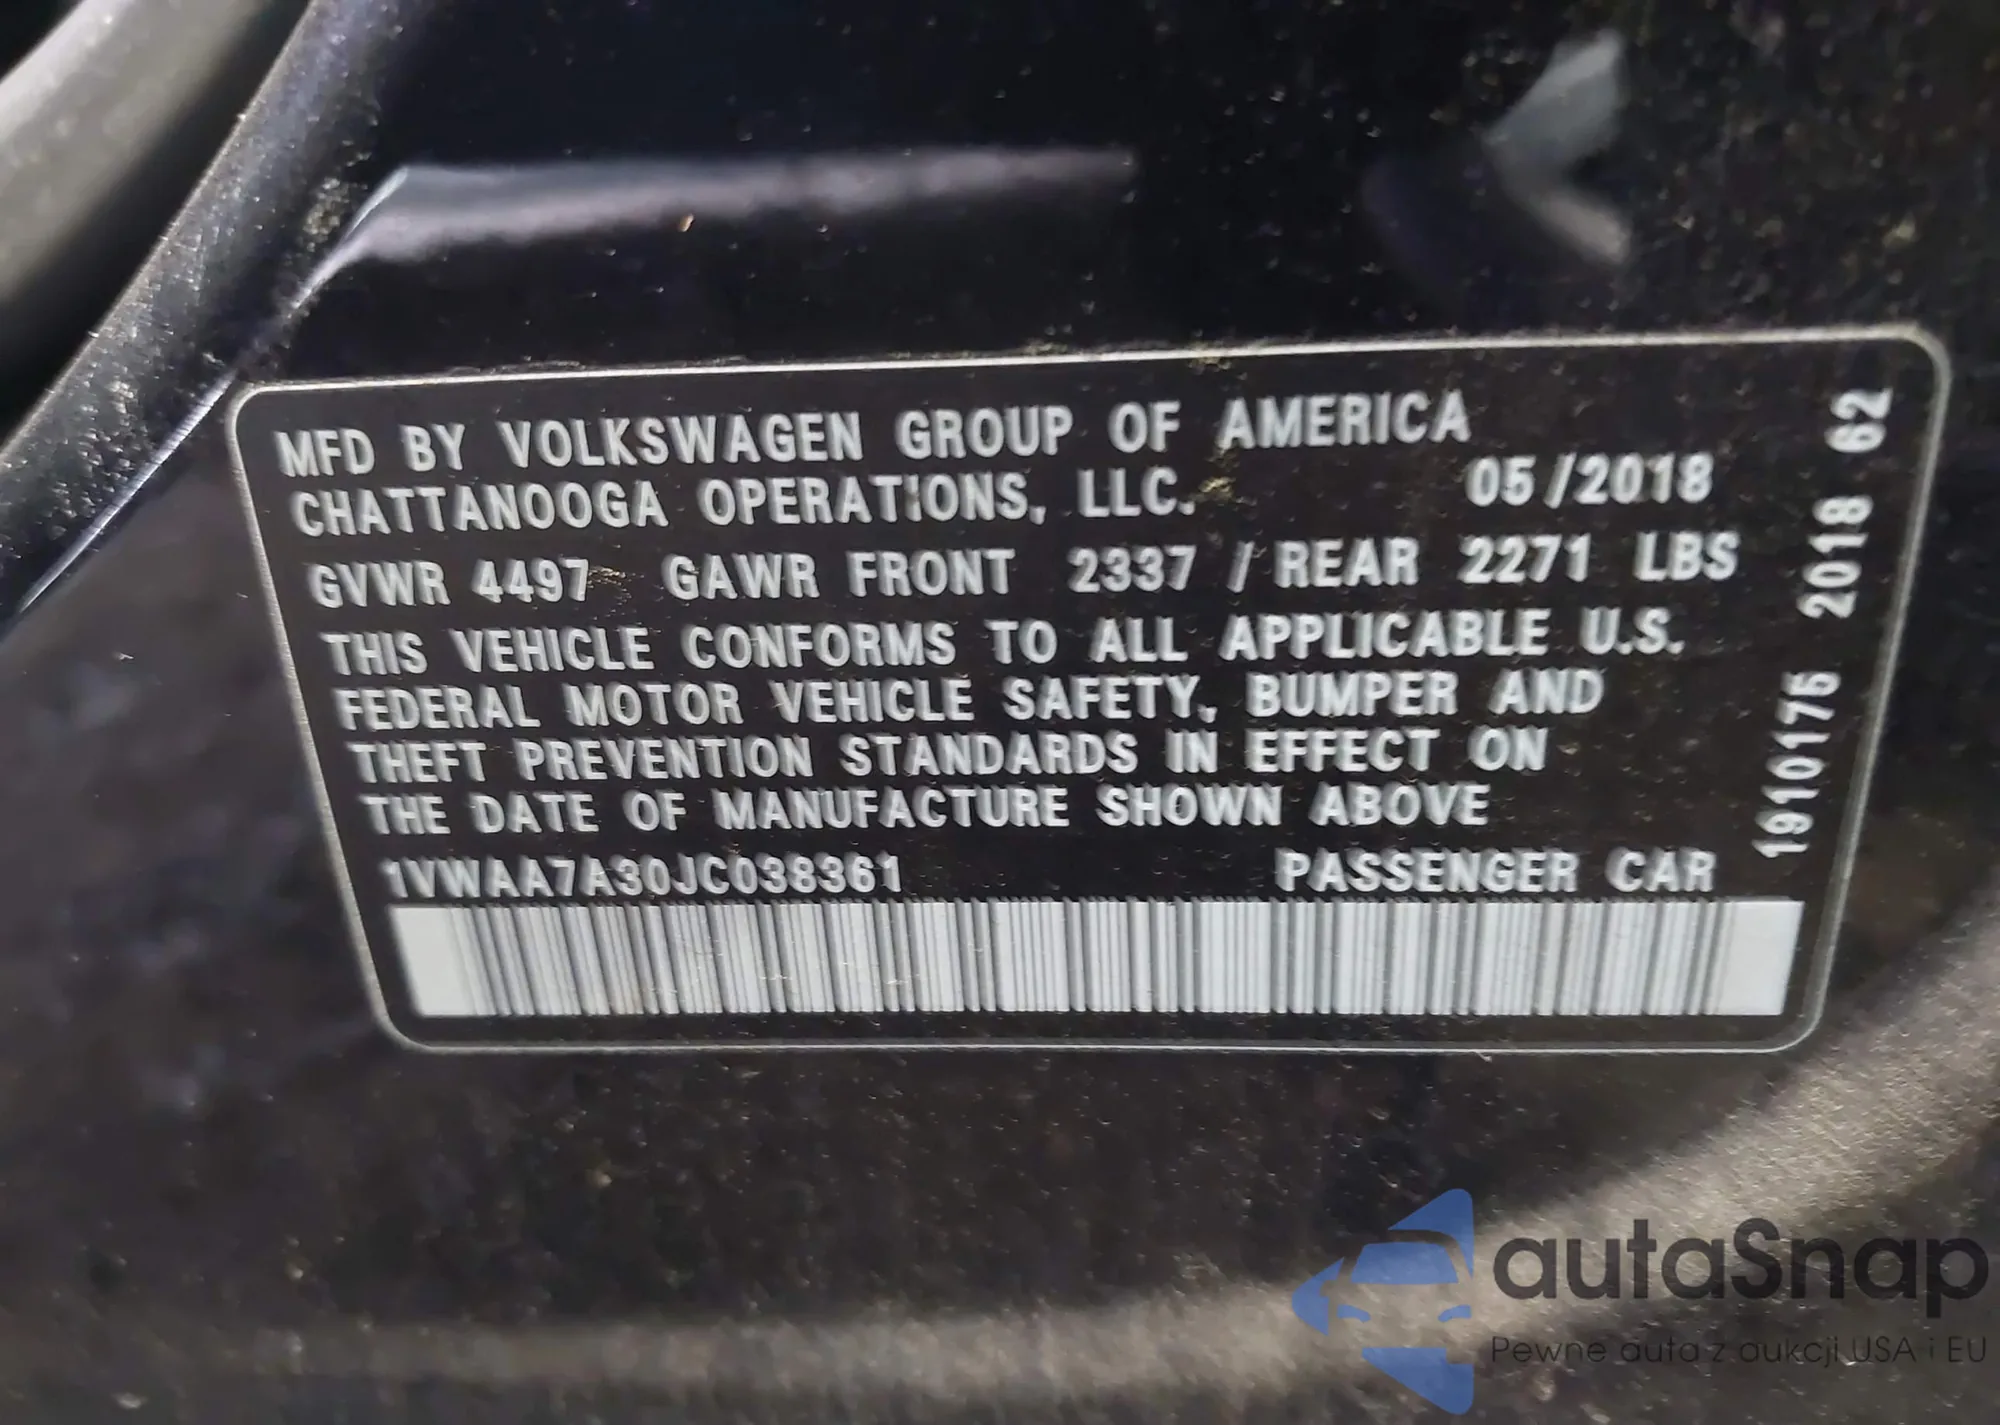 MFD BY VOLKSWAGEN GROUP OF AMERICA
CHATTANOOGA OPERATIONS, LLC. 05/2018
GVWR 4497 GAWR FRONT 2337 / REAR 2271 LBS
THIS VEHICLE CONFORMS TO ALL APPLICABLE U.S.
FEDERAL MOTOR VEHICLE SAFETY, BUMPER AND
THEFT PREVENTION STANDARDS IN EFFECT ON
THE DATE OF MANUFACTURE SHOWN ABOVE
1VWAA7A30JC038361 PASSENGER CAR
1910175 2018 62
autaSnap
Pewne auta z aukcji USA i EU